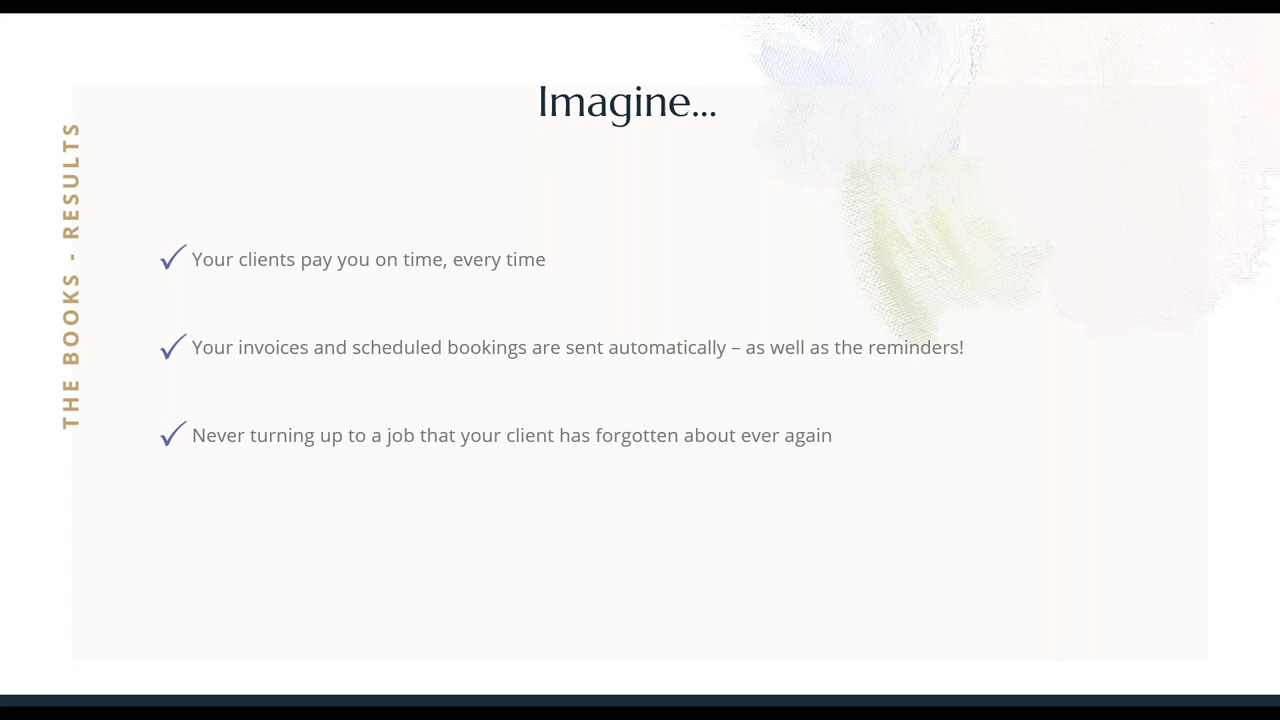 Imagine...
THE BOOKS - RESULTS
Your clients pay you on time, every time
Your invoices and scheduled bookings are sent automatically – as well as the reminders!
Never turning up to a job that your client has forgotten about ever again